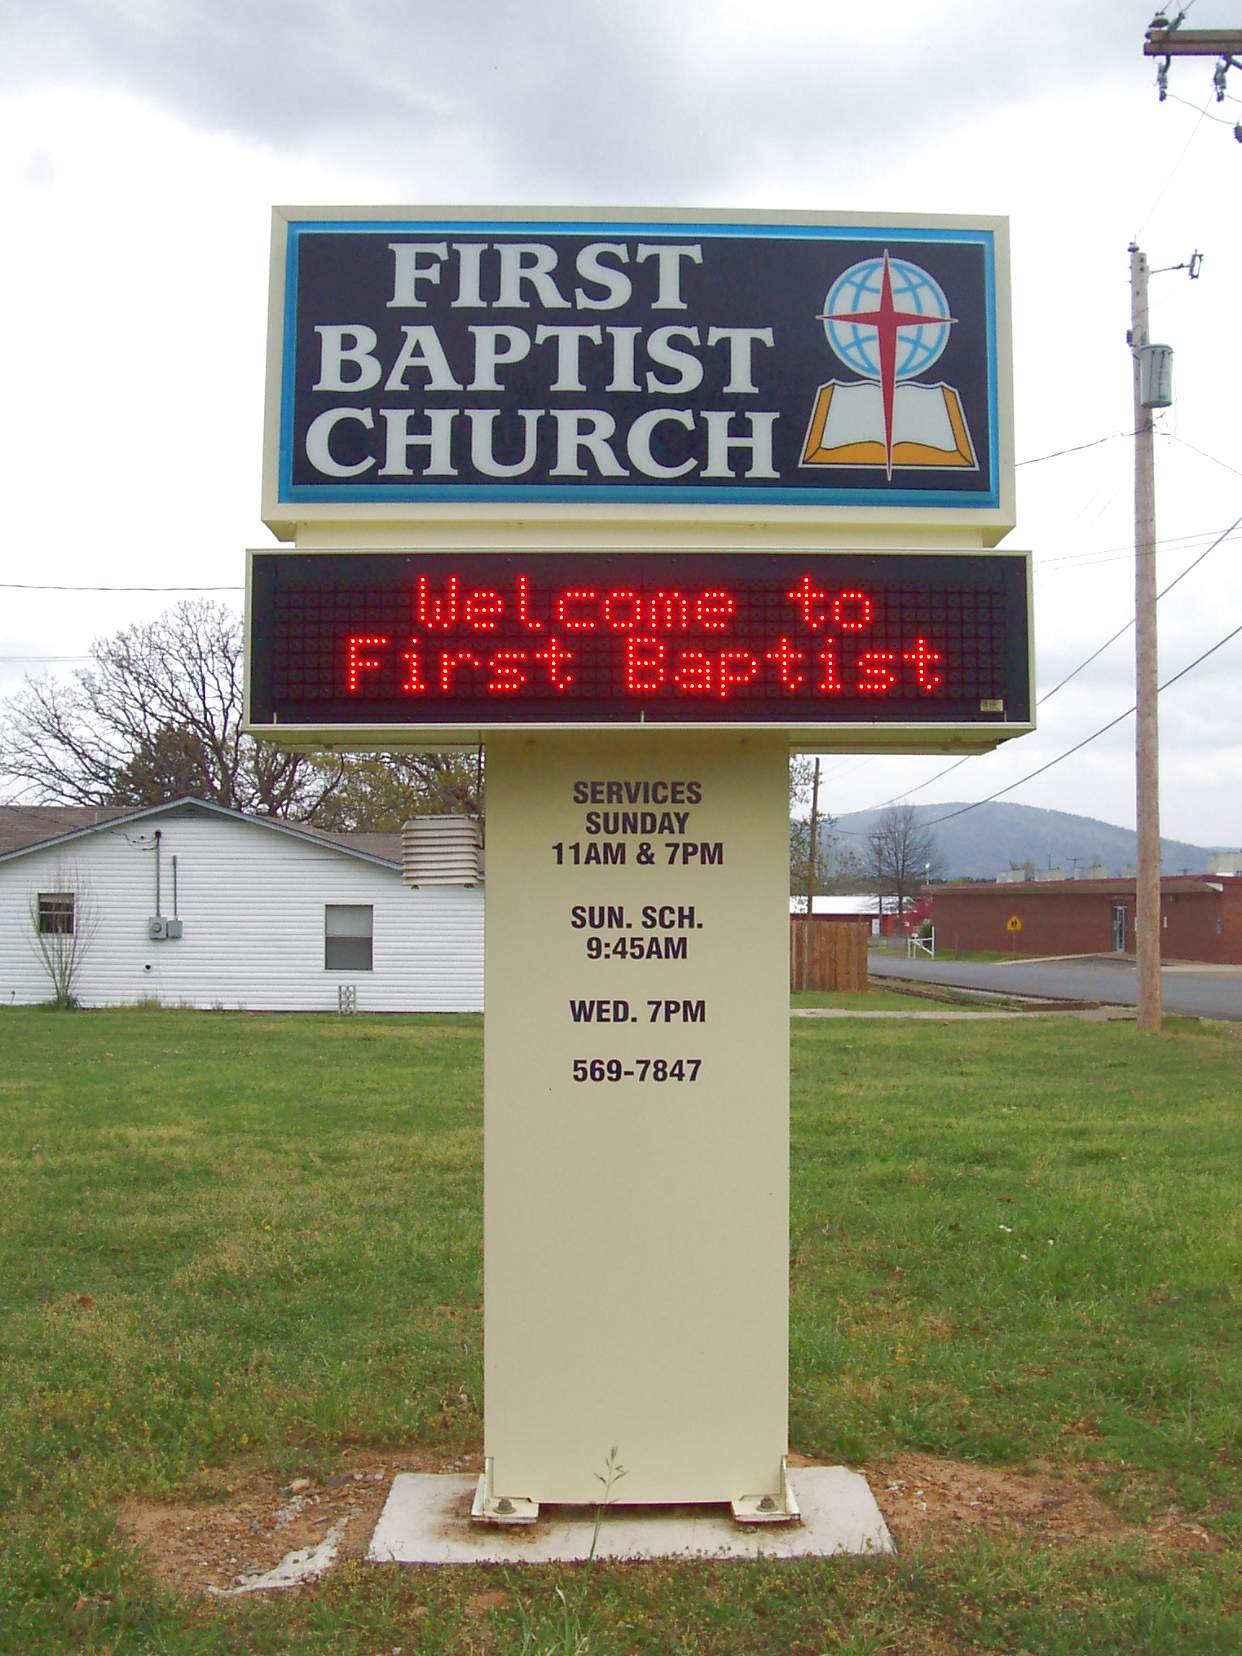 FIRST
BAPTIST
CHURCH
Welcome to
First Baptist
SERVICES
SUNDAY
11AM & 7PM
SUN. SCH.
9:45AM
WED. 7PM
569-7847